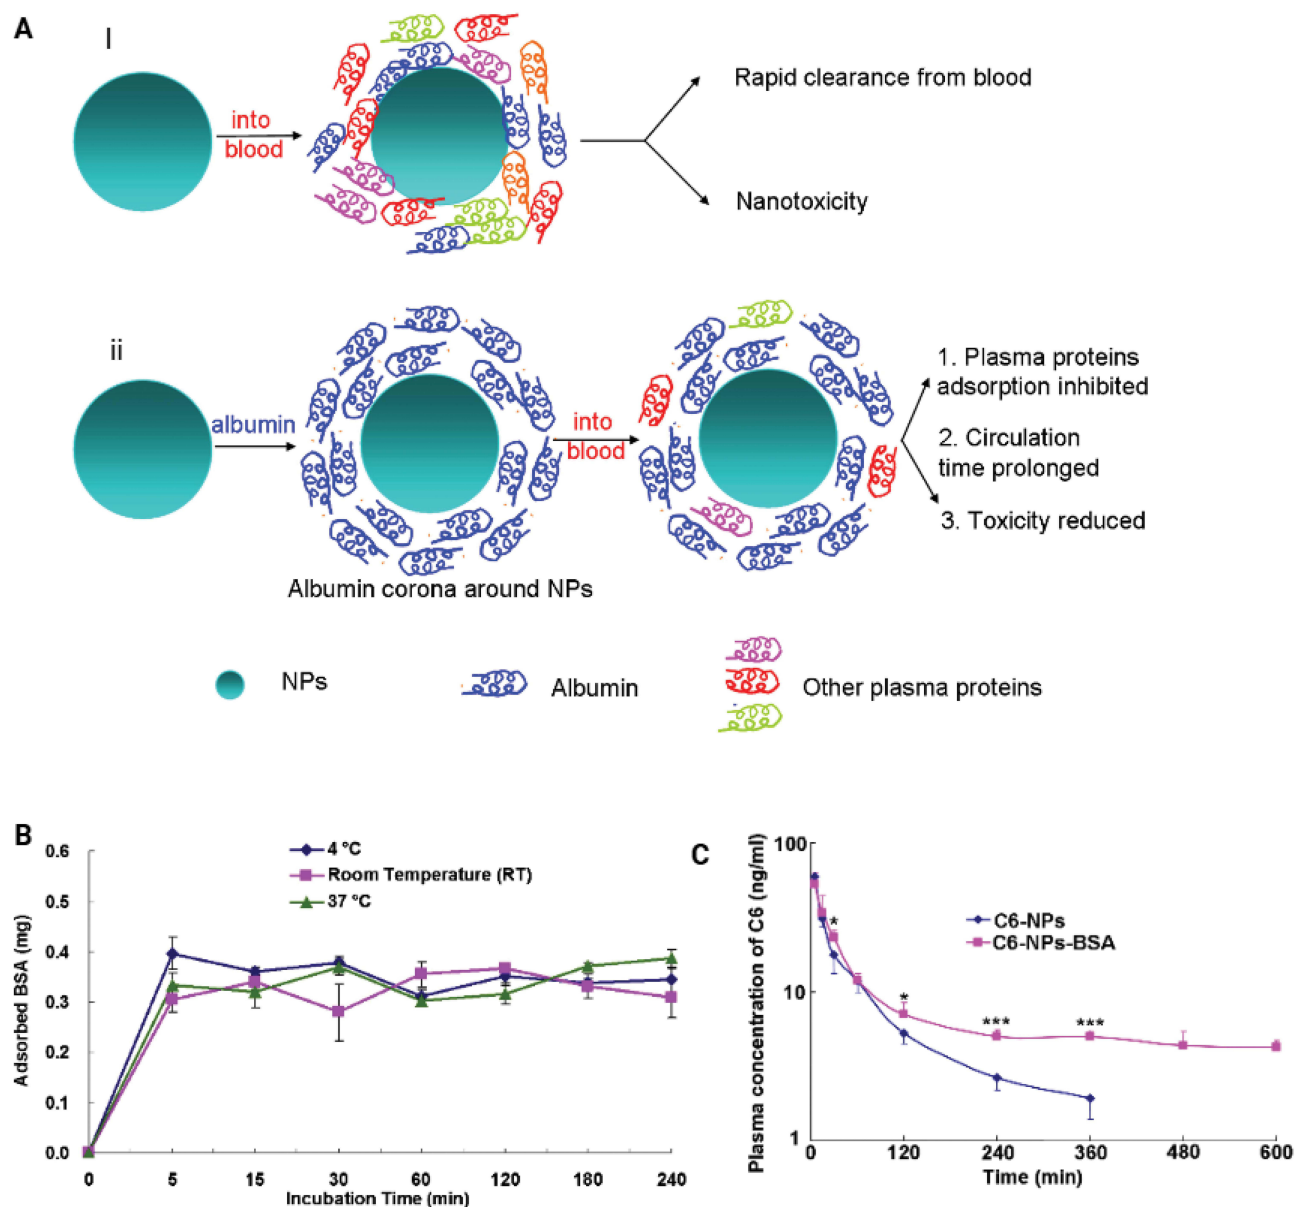 A
I
into
blood
Rapid clearance from blood
Nanotoxicity
ii
albumin
into
blood
1. Plasma proteins
adsorption inhibited
2. Circulation
time prolonged
3. Toxicity reduced
Albumin corona around NPs
NPs
Albumin
Other plasma proteins
B
4 °C
Room Temperature (RT)
37 °C
Adsorbed BSA (mg)
0.6
0.5
0.4
0.3
0.2
0.1
0.0
0 5 15 30 60 120 180 240
Incubation Time (min)
C
Plasma concentration of C6 (ng/ml)
100
10
1
C6-NPs
C6-NPs-BSA
*
*
***
***
0 120 240 360 480 600
Time (min)